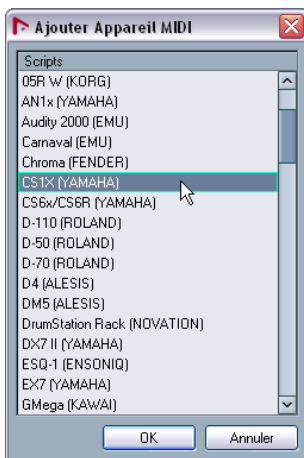 Ajouter Appareil MIDI
Scripts
05R W (KORG)
AN1x (YAMAHA)
Audity 2000 (EMU)
Carnaval (EMU)
Chroma (FENDER)
CS1X (YAMAHA)
CS6x/CS6R (YAMAHA)
D-110 (ROLAND)
D-50 (ROLAND)
D-70 (ROLAND)
D4 (ALESIS)
DM5 (ALESIS)
DrumStation Rack (NOVATION)
DX7 II (YAMAHA)
ESQ-1 (ENSONIQ)
EX7 (YAMAHA)
GMega (KAWAI)
OK Annuler